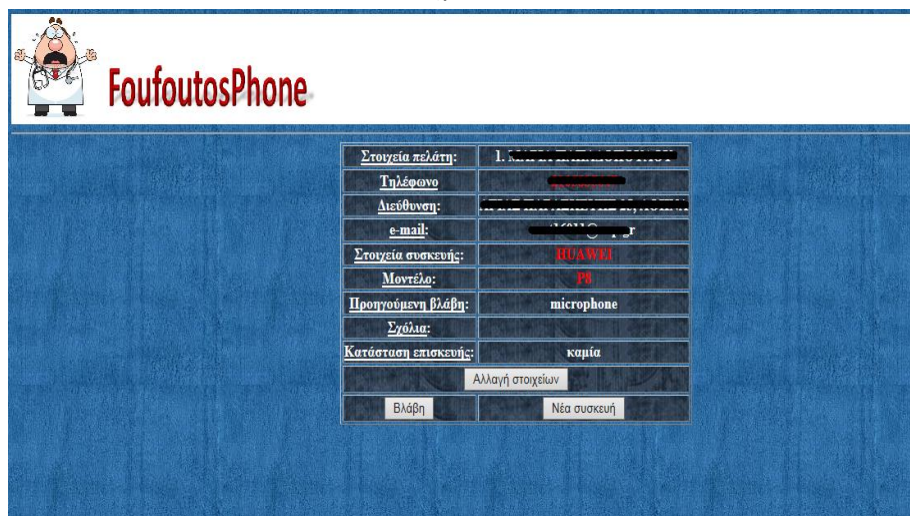 FoufoutosPhone
Στοιχεία πελάτη: 1.
Τηλέφωνο
Διεύθυνση:
e-mail:
Στοιχεία συσκευής: HUAWEI
Μοντέλο: P8
Προηγούμενη βλάβη: microphone
Σχόλια:
Κατάσταση επισκευής: καμία
Αλλαγή στοιχείων
Βλάβη Νέα συσκευή